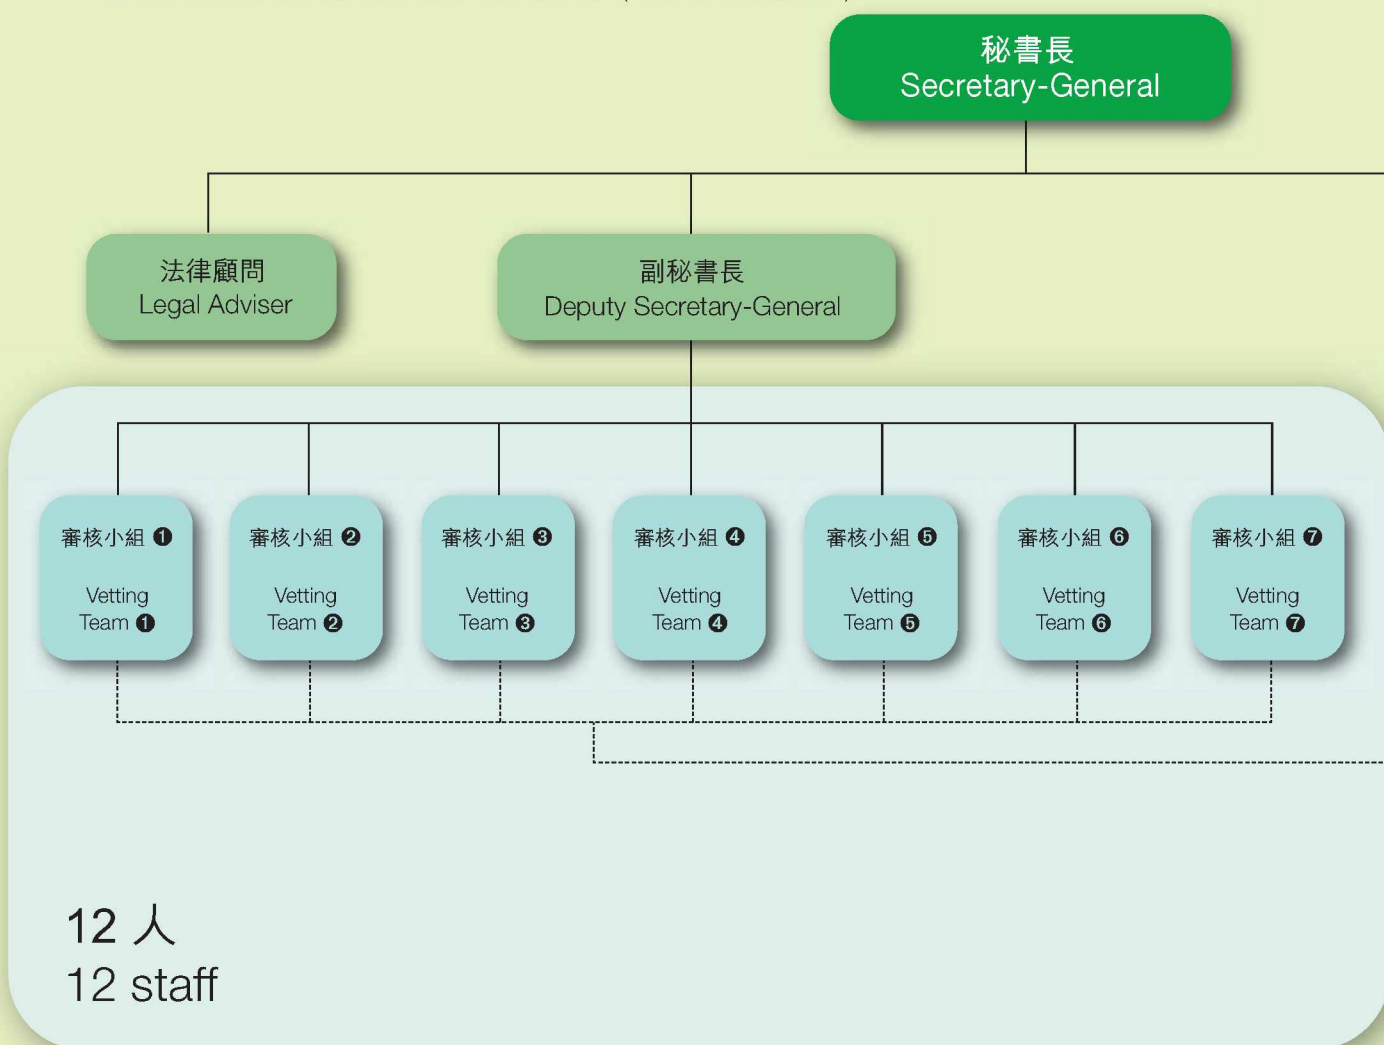 秘書長
Secretary-General
法律顧問
Legal Adviser
副秘書長
Deputy Secretary-General
審核小組 ❶
Vetting
Team ❶
審核小組 ❷
Vetting
Team ❷
審核小組 ❸
Vetting
Team ❸
審核小組 ❹
Vetting
Team ❹
審核小組 ❺
Vetting
Team ❺
審核小組 ❻
Vetting
Team ❻
審核小組 ❼
Vetting
Team ❼
12 人
12 staff